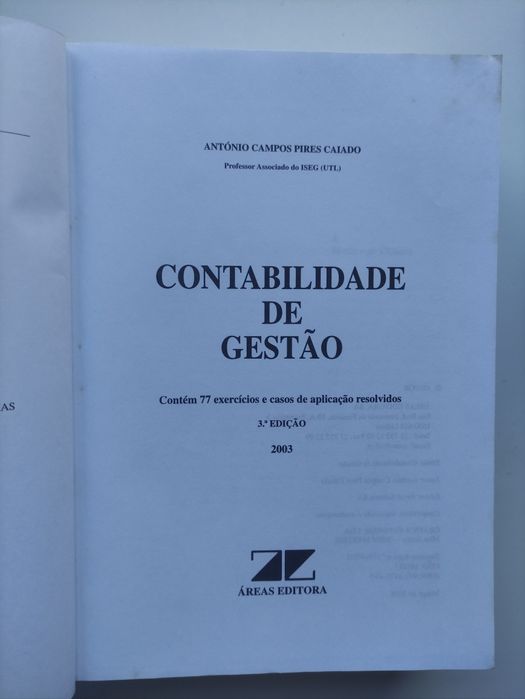 ANTÓNIO CAMPOS PIRES CAIADO
Professor Associado do ISEG (UTL)
CONTABILIDADE
DE
GESTÃO
Contém 77 exercícios e casos de aplicação resolvidos
3.ª EDIÇÃO
2003
ÁREAS EDITORA
AS